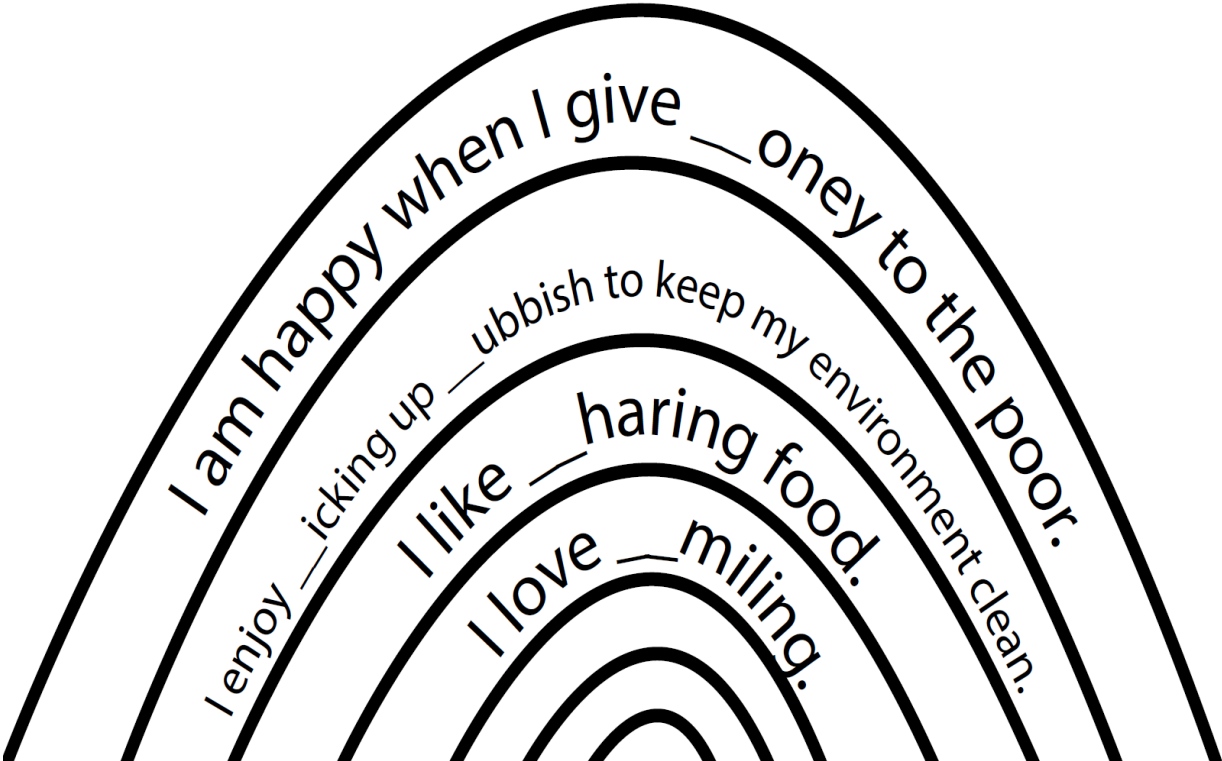 I am happy when I give __oney to the poor.
I enjoy __icking up __ubbish to keep my environment clean.
I like __haring food.
I love __miling.